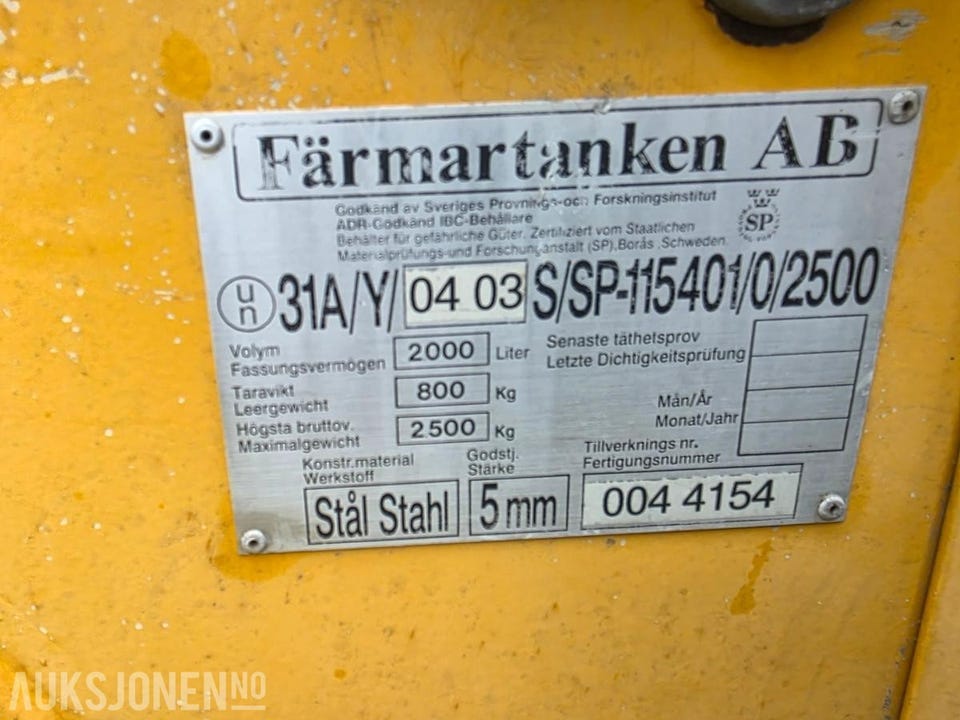 Färmartanken AB
Godkänd av Sveriges Provnings-och Forskningsinstitut
ADR-Godkänd IBC-Behållare
Behälter für gefährliche Güter. Zertifiziert vom Staatlichen
Materialprüfungs-und Forschungsanstalt (SP), Borås, Schweden.
SP
un 31A/Y/ 04 03 S/SP-115401/0/2500
Volym
Fassungsvermögen 2000 Liter
Senaste täthetsprov
Letzte Dichtigkeitsprüfung
Taravikt
Leergewicht 800 Kg
Mån/År
Monat/Jahr
Högsta bruttov.
Maximalgewicht 2500 Kg
Konstr.material
Werkstoff
Stål Stahl
Godstj.
Stärke
5 mm
Tillverknings nr.
Fertigungsnummer
004 4154
AUKSJONEN NO